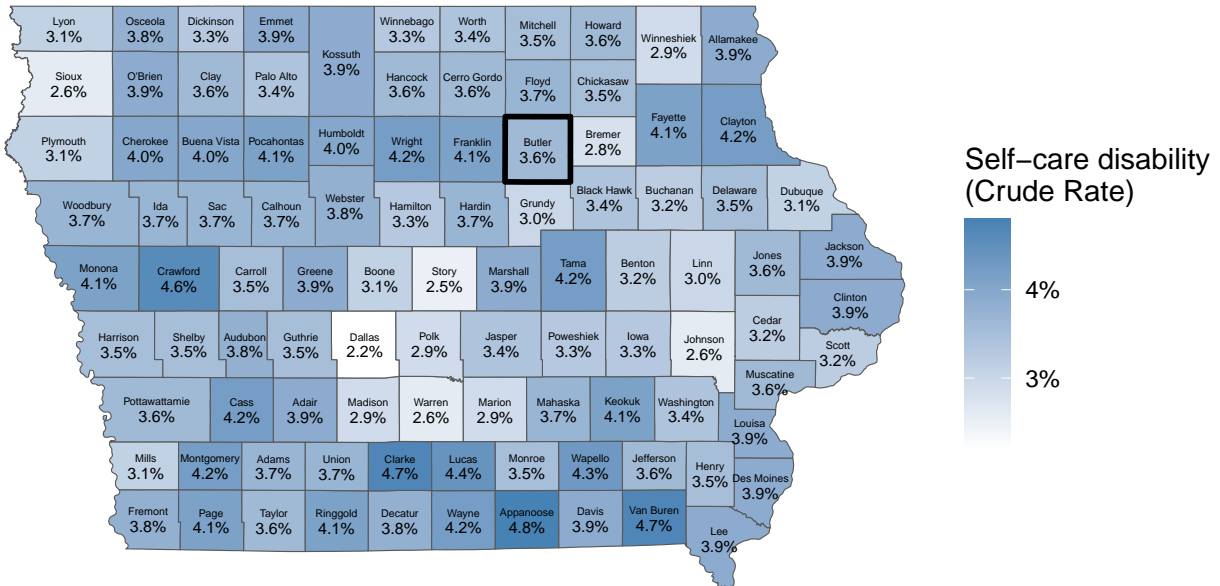 Lyon
3.1%
Osceola
3.8%
Dickinson
3.3%
Emmet
3.9%
Kossuth
3.9%
Winnebago
3.3%
Worth
3.4%
Mitchell
3.5%
Howard
3.6%
Winneshiek
2.9%
Allamakee
3.9%
Sioux
2.6%
O'Brien
3.9%
Clay
3.6%
Palo Alto
3.4%
Hancock
3.6%
Cerro Gordo
3.6%
Floyd
3.7%
Chickasaw
3.5%
Fayette
4.1%
Clayton
4.2%
Plymouth
3.1%
Cherokee
4.0%
Buena Vista
4.0%
Pocahontas
4.1%
Humboldt
4.0%
Wright
4.2%
Franklin
4.1%
Butler
3.6%
Bremer
2.8%
Woodbury
3.7%
Ida
3.7%
Sac
3.7%
Calhoun
3.7%
Webster
3.8%
Hamilton
3.3%
Hardin
3.7%
Grundy
3.0%
Black Hawk
3.4%
Buchanan
3.2%
Delaware
3.5%
Dubuque
3.1%
Monona
4.1%
Crawford
4.6%
Carroll
3.5%
Greene
3.9%
Boone
3.1%
Story
2.5%
Marshall
3.9%
Tama
4.2%
Benton
3.2%
Linn
3.0%
Jones
3.6%
Jackson
3.9%
Clinton
3.9%
Harrison
3.5%
Shelby
3.5%
Audubon
3.8%
Guthrie
3.5%
Dallas
2.2%
Polk
2.9%
Jasper
3.4%
Poweshiek
3.3%
Iowa
3.3%
Johnson
2.6%
Cedar
3.2%
Scott
3.2%
Muscatine
3.6%
Pottawattamie
3.6%
Cass
4.2%
Adair
3.9%
Madison
2.9%
Warren
2.6%
Marion
2.9%
Mahaska
3.7%
Keokuk
4.1%
Washington
3.4%
Louisa
3.9%
Mills
3.1%
Montgomery
4.2%
Adams
3.7%
Union
3.7%
Clarke
4.7%
Lucas
4.4%
Monroe
3.5%
Wapello
4.3%
Jefferson
3.6%
Henry
3.5%
Des Moines
3.9%
Fremont
3.8%
Page
4.1%
Taylor
3.6%
Ringgold
4.1%
Decatur
3.8%
Wayne
4.2%
Appanoose
4.8%
Davis
3.9%
Van Buren
4.7%
Lee
3.9%
Self−care disability
(Crude Rate)
4%
3%